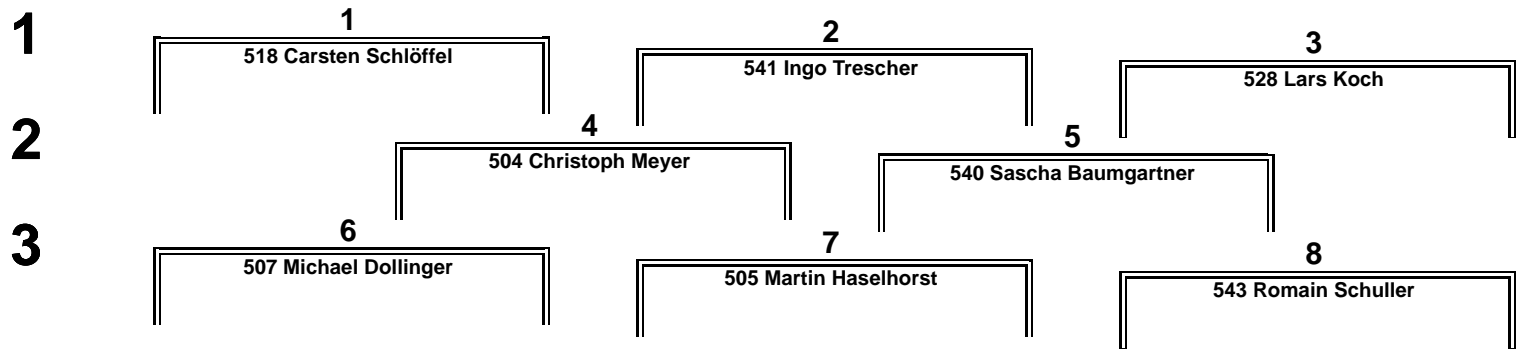 1
1
2
3
518 Carsten Schlöffel
541 Ingo Trescher
528 Lars Koch
2
4
5
504 Christoph Meyer
540 Sascha Baumgartner
3
6
7
8
507 Michael Dollinger
505 Martin Haselhorst
543 Romain Schuller